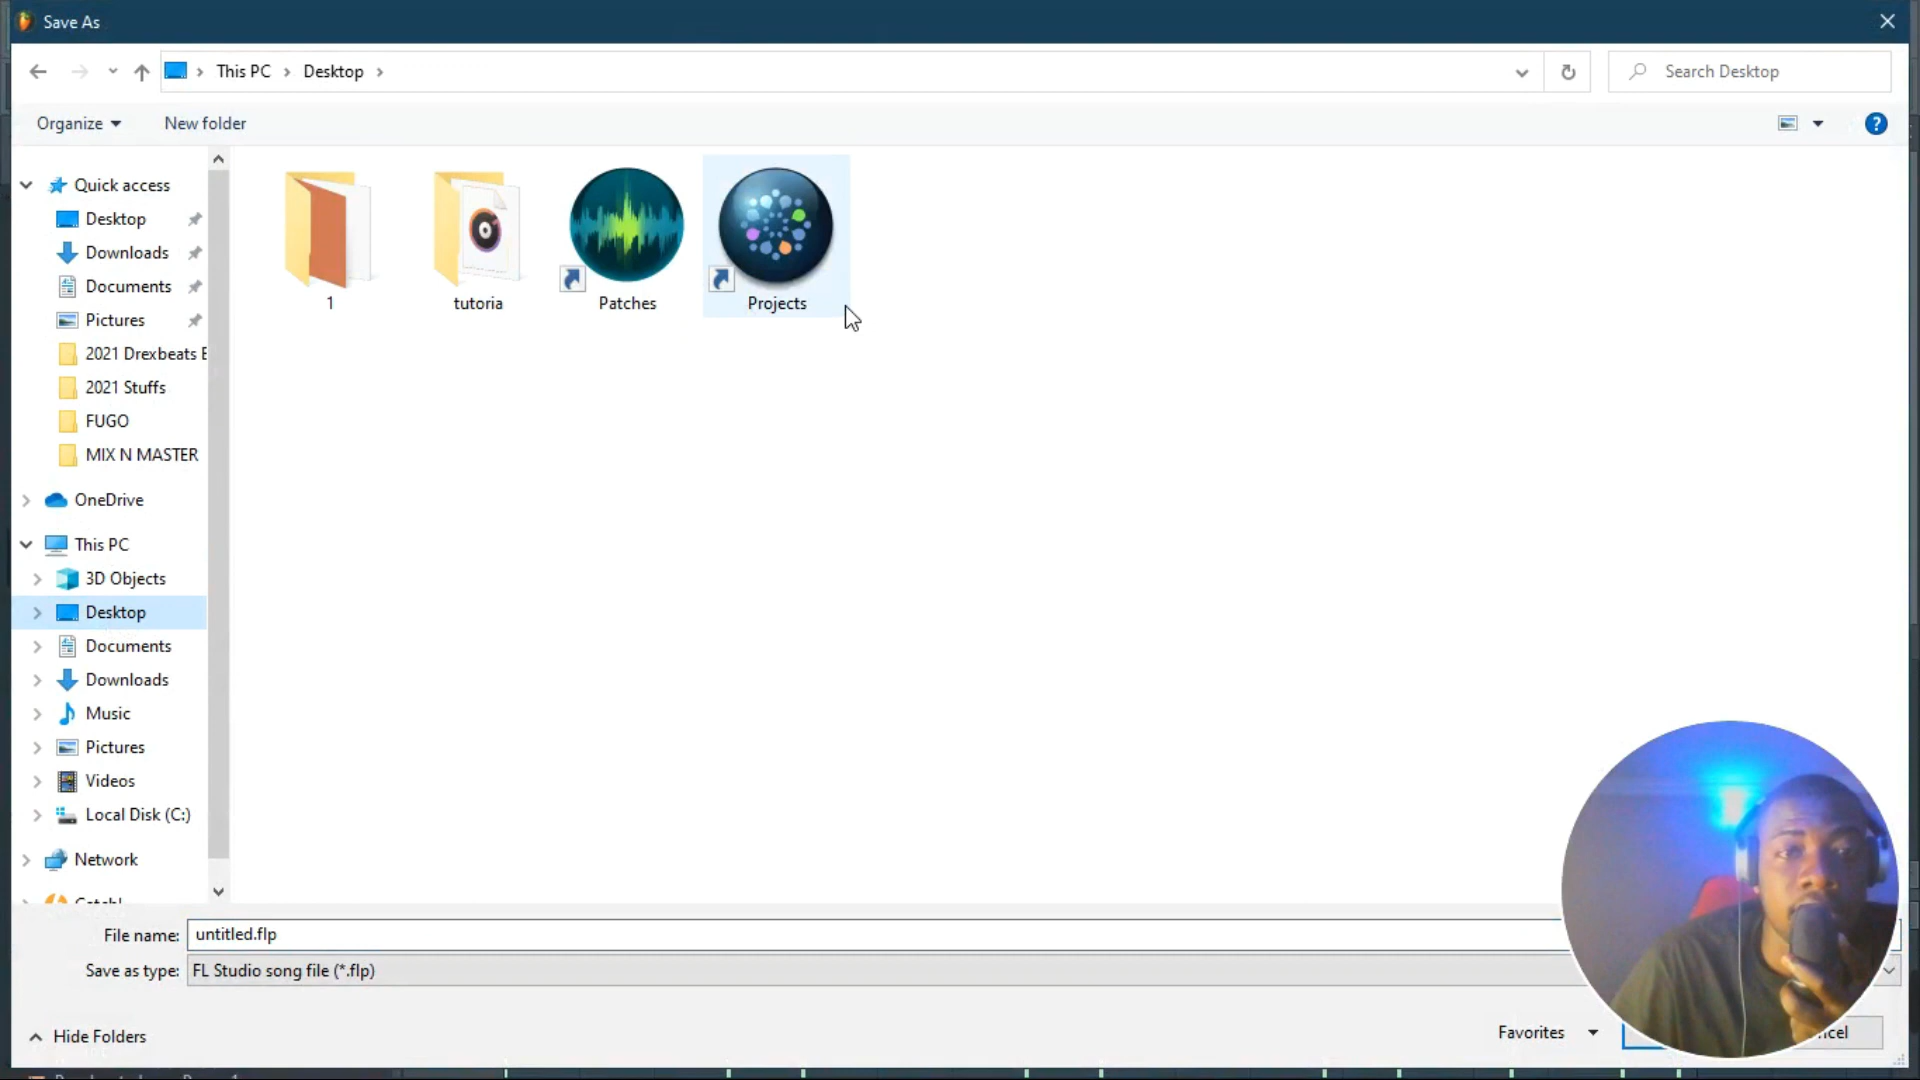 Save As
This PC
Desktop
Search Desktop
Organize
New folder
?
Quick access
Desktop
Downloads
Documents
Pictures
2021 Drexbeats
2021 Stuffs
FUGO
MIX N MASTER
OneDrive
This PC
3D Objects
Desktop
Documents
Downloads
Music
Pictures
Videos
Local Disk (C:)
Network
1
tutoria
Patches
Projects
File name:
untitled.flp
Save as type:
FL Studio song file (*.flp)
Hide Folders
Favorites